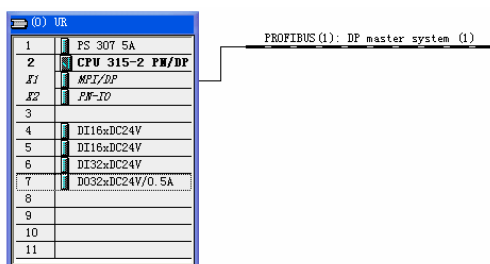 (0) UR
PROFIBUS(1): DP master system (1)
1 PS 307 5A
2 CPU 315-2 PN/DP
X1 MPI/DP
X2 PN-IO
3
4 DI16xDC24V
5 DI16xDC24V
6 DI32xDC24V
7 DO32xDC24V/0.5A
8
9
10
11